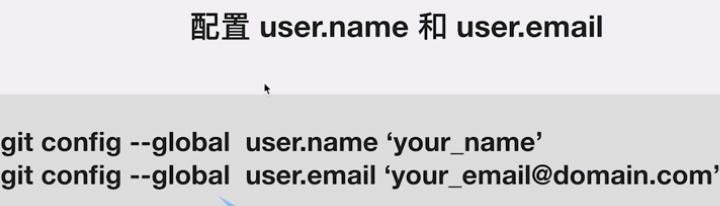 配置 user.name 和 user.email
git config --global  user.name ‘your_name’
git config --global  user.email ‘your_email@domain.com’